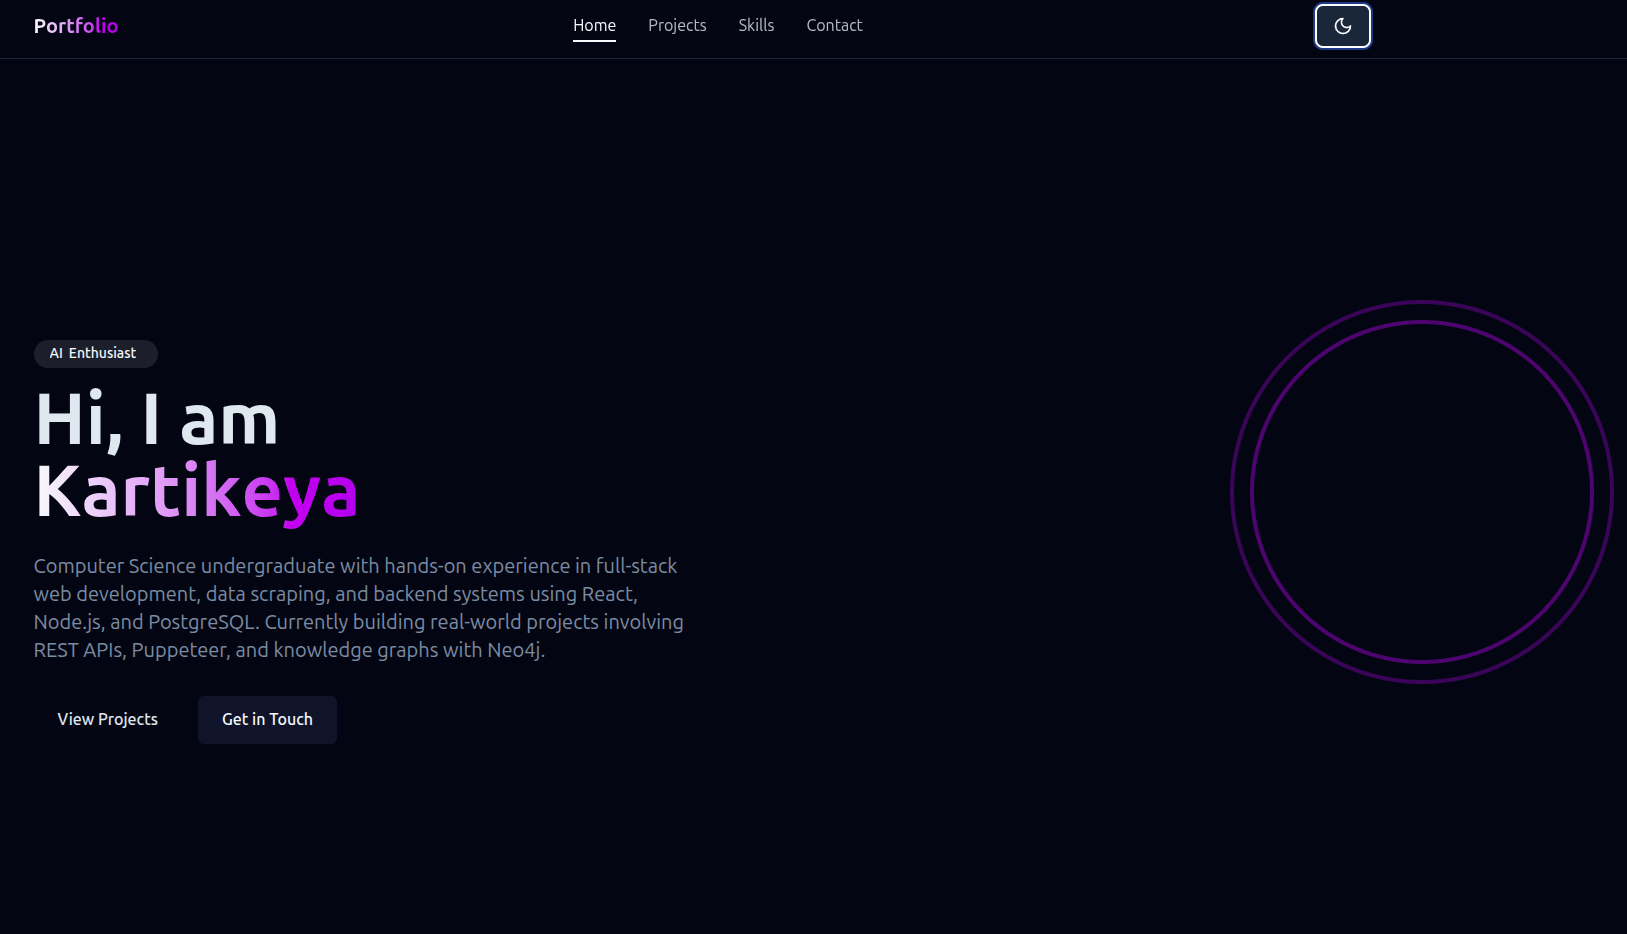 Portfolio
Home
Projects
Skills
Contact
AI Enthusiast
Hi, I am
Kartikeya
Computer Science undergraduate with hands-on experience in full-stack
web development, data scraping, and backend systems using React,
Node.js, and PostgreSQL. Currently building real-world projects involving
REST APIs, Puppeteer, and knowledge graphs with Neo4j.
View Projects
Get in Touch